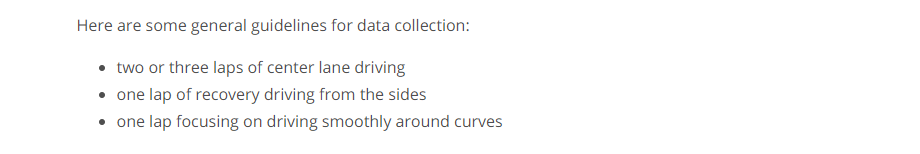 Here are some general guidelines for data collection:
• two or three laps of center lane driving
• one lap of recovery driving from the sides
• one lap focusing on driving smoothly around curves